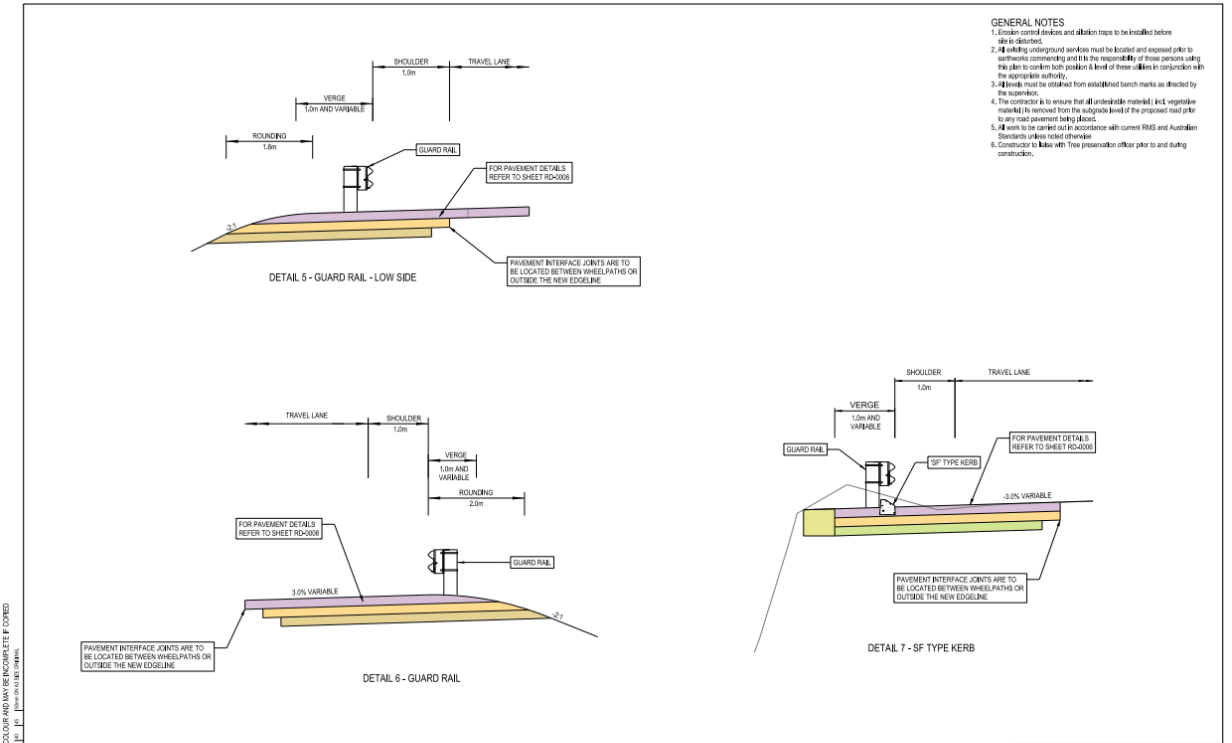 GENERAL NOTES
1. Erosion control devices and siltation traps to be installed before
site is disturbed.
2. All existing underground services must be located and exposed prior to
earthworks commencing and it is the responsibility of those persons using
this plan to confirm both position & level of these utilities in conjunction with
the appropriate authority.
3. All levels must be obtained from established bench marks as directed by
the supervisor.
4. The contractor is to ensure that all undesirable material ( incl. vegetative
material ) is removed from the subgrade level of the proposed road prior
to any road pavement being placed.
5. All work to be carried out in accordance with current RMS and Australian
Standards unless noted otherwise
6. Constructor to liaise with Tree preservation officer prior to and during
construction.
SHOULDER
1.0m
TRAVEL LANE
VERGE
1.0m AND VARIABLE
ROUNDING
1.6m
GUARD RAIL
FOR PAVEMENT DETAILS
REFER TO SHEET RD-0006
-2:1
PAVEMENT INTERFACE JOINTS ARE TO
BE LOCATED BETWEEN WHEELPATHS OR
OUTSIDE THE NEW EDGELINE
DETAIL 5 - GUARD RAIL - LOW SIDE
TRAVEL LANE
SHOULDER
1.0m
VERGE
1.0m AND
VARIABLE
ROUNDING
2.0m
FOR PAVEMENT DETAILS
REFER TO SHEET RD-0006
GUARD RAIL
3.0% VARIABLE
-2:1
PAVEMENT INTERFACE JOINTS ARE TO
BE LOCATED BETWEEN WHEELPATHS OR
OUTSIDE THE NEW EDGELINE
DETAIL 6 - GUARD RAIL
SHOULDER
1.0m
TRAVEL LANE
VERGE
1.0m AND
VARIABLE
GUARD RAIL
FOR PAVEMENT DETAILS
REFER TO SHEET RD-0006
'SF' TYPE KERB
-3.0% VARIABLE
PAVEMENT INTERFACE JOINTS ARE TO
BE LOCATED BETWEEN WHEELPATHS OR
OUTSIDE THE NEW EDGELINE
DETAIL 7 - SF TYPE KERB
COLOUR AND MAY BE INCOMPLETE IF COPIED
40 45 50mm ON A3 SIZE ORIGINAL